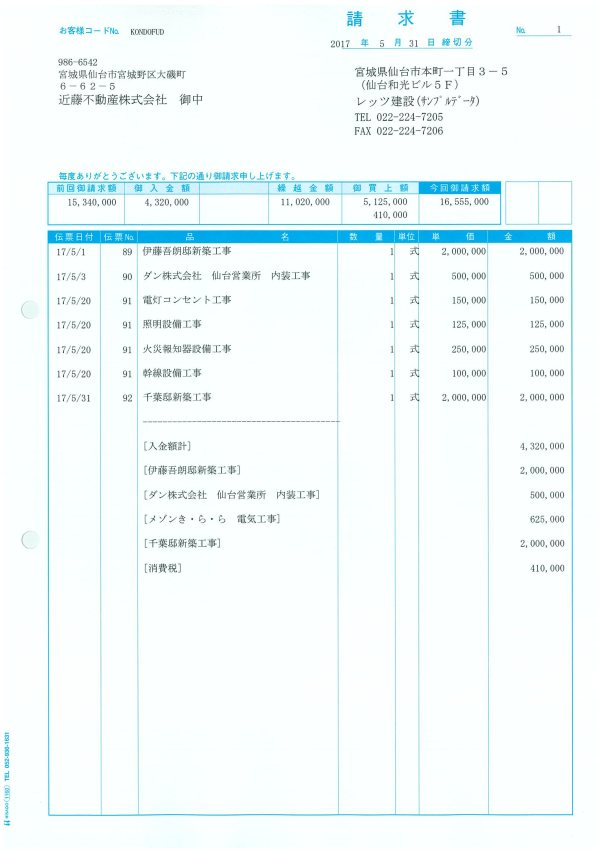 請求書
お客様コードNo. KONDOFUD
No. 1
2017 年 5 月 31 日 締切分
986-6542
宮城県仙台市宮城野区大磯町
6-62-5
近藤不動産株式会社 御中
宮城県仙台市本町一丁目3-5
(仙台和光ビル5F)
レッツ建設(ｻﾝﾌﾟﾙﾃﾞｰﾀ)
TEL 022-224-7205
FAX 022-224-7206
毎度ありがとうございます。下記の通り御請求申し上げます。
前回御請求額 御入金額 繰越金額 御買上額 今回御請求額
15,340,000 4,320,000 11,020,000 5,125,000 16,555,000
410,000
伝票日付 伝票No. 品名 数量 単位 単価 金額
17/5/1 89 伊藤吾朗邸新築工事 1 式 2,000,000 2,000,000
17/5/3 90 ダン株式会社 仙台営業所 内装工事 1 式 500,000 500,000
17/5/20 91 電灯コンセント工事 1 式 150,000 150,000
17/5/20 91 照明設備工事 1 式 125,000 125,000
17/5/20 91 火災報知器設備工事 1 式 250,000 250,000
17/5/20 91 幹線設備工事 1 式 100,000 100,000
17/5/31 92 千葉邸新築工事 1 式 2,000,000 2,000,000
[入金額計] 4,320,000
[伊藤吾朗邸新築工事] 2,000,000
[ダン株式会社 仙台営業所 内装工事] 500,000
[メゾンき・ら・ら 電気工事] 625,000
[千葉邸新築工事] 2,000,000
[消費税] 410,000